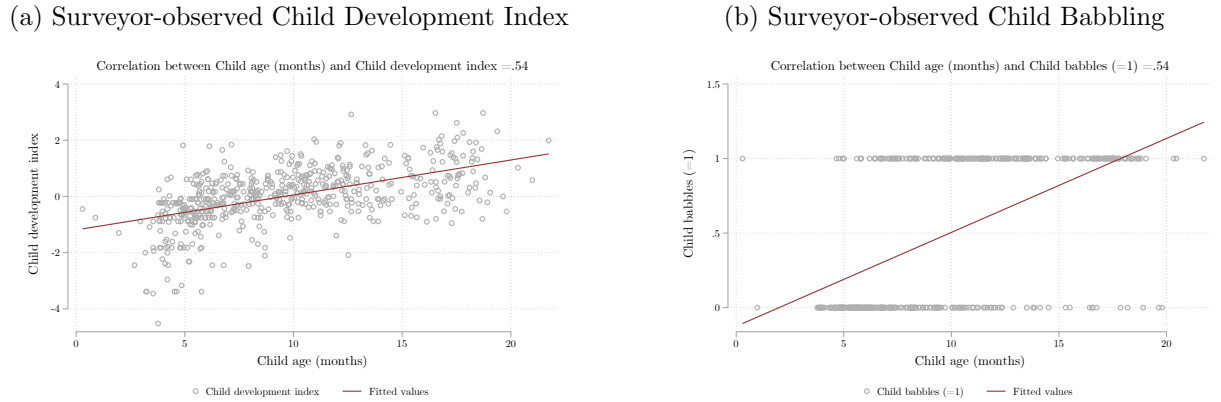 (a) Surveyor-observed Child Development Index
Correlation between Child age (months) and Child development index =.54
Child development index
4
2
0
-2
-4
0 5 10 15 20
Child age (months)
Child development index Fitted values
(b) Surveyor-observed Child Babbling
Correlation between Child age (months) and Child babbles (=1) =.54
Child babbles (=1)
1.5
1
.5
0
0 5 10 15 20
Child age (months)
Child babbles (=1) Fitted values